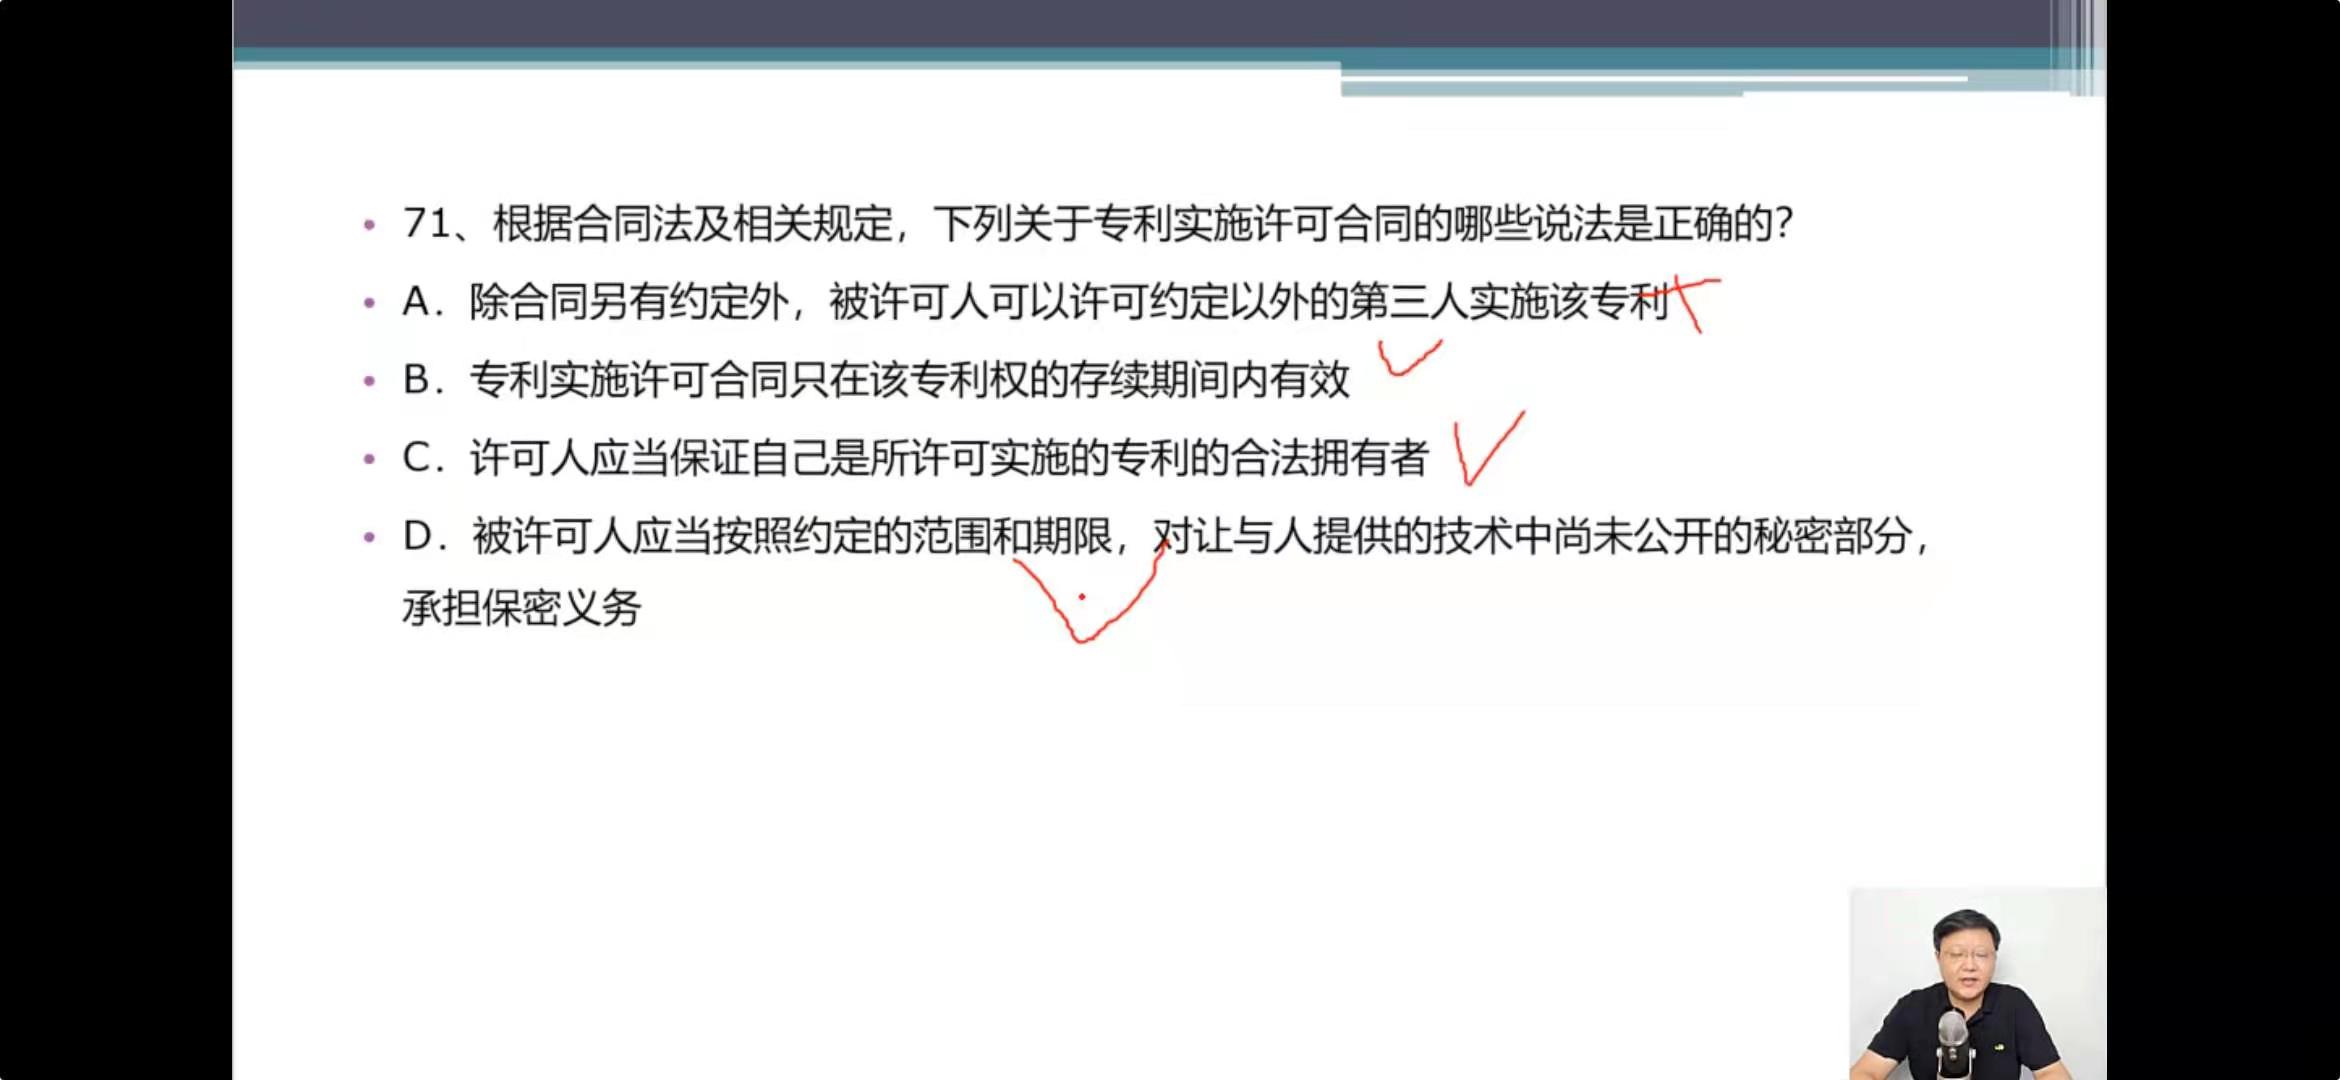 • 71、根据合同法及相关规定，下列关于专利实施许可合同的哪些说法是正确的？
• A．除合同另有约定外，被许可人可以许可约定以外的第三人实施该专利
• B．专利实施许可合同只在该专利权的存续期间内有效
• C．许可人应当保证自己是所许可实施的专利的合法拥有者
• D．被许可人应当按照约定的范围和期限，对让与人提供的技术中尚未公开的秘密部分，
承担保密义务